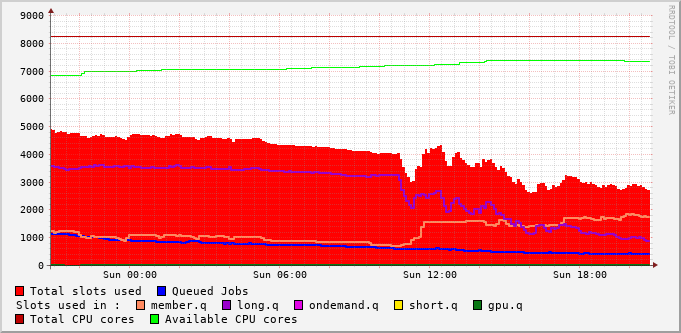 RRDTOOL / TOBI OETIKER
9000
8000
7000
6000
5000
4000
3000
2000
1000
0
Sun 00:00 Sun 06:00 Sun 12:00 Sun 18:00
Total slots used Queued Jobs
Slots used in : member.q long.q ondemand.q short.q gpu.q
Total CPU cores Available CPU cores